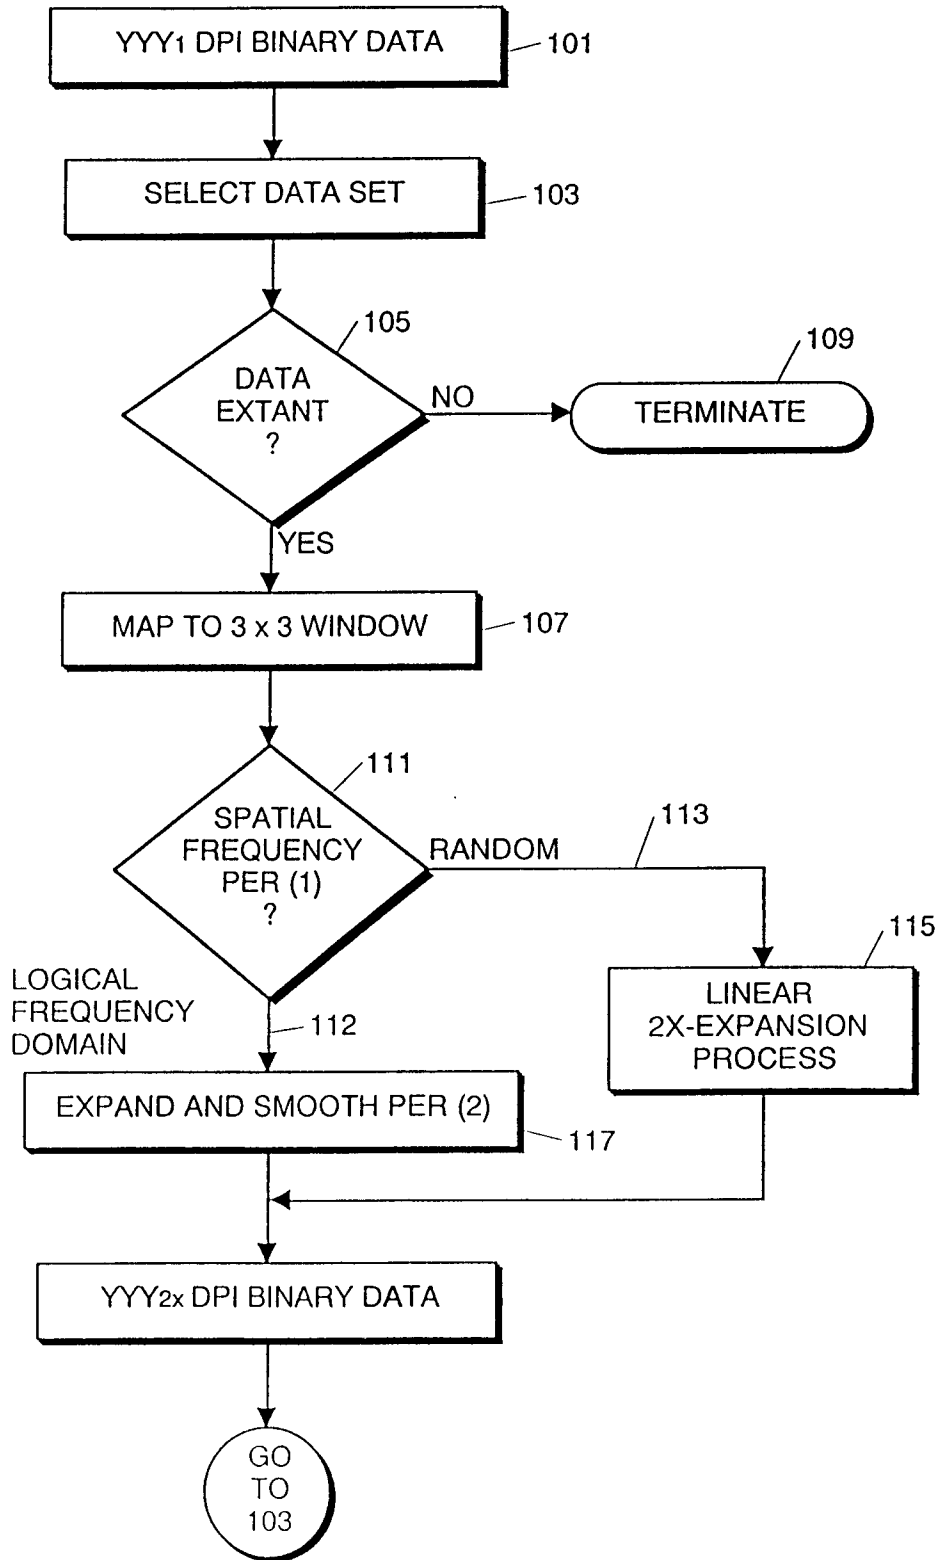 YYY1 DPI BINARY DATA
101
SELECT DATA SET
103
105
DATA
EXTANT
?
NO
109
TERMINATE
YES
MAP TO 3 x 3 WINDOW
107
111
SPATIAL
FREQUENCY
PER (1)
?
RANDOM
113
115
LINEAR
2X-EXPANSION
PROCESS
LOGICAL
FREQUENCY
DOMAIN
112
EXPAND AND SMOOTH PER (2)
117
YYY2x DPI BINARY DATA
GO
TO
103